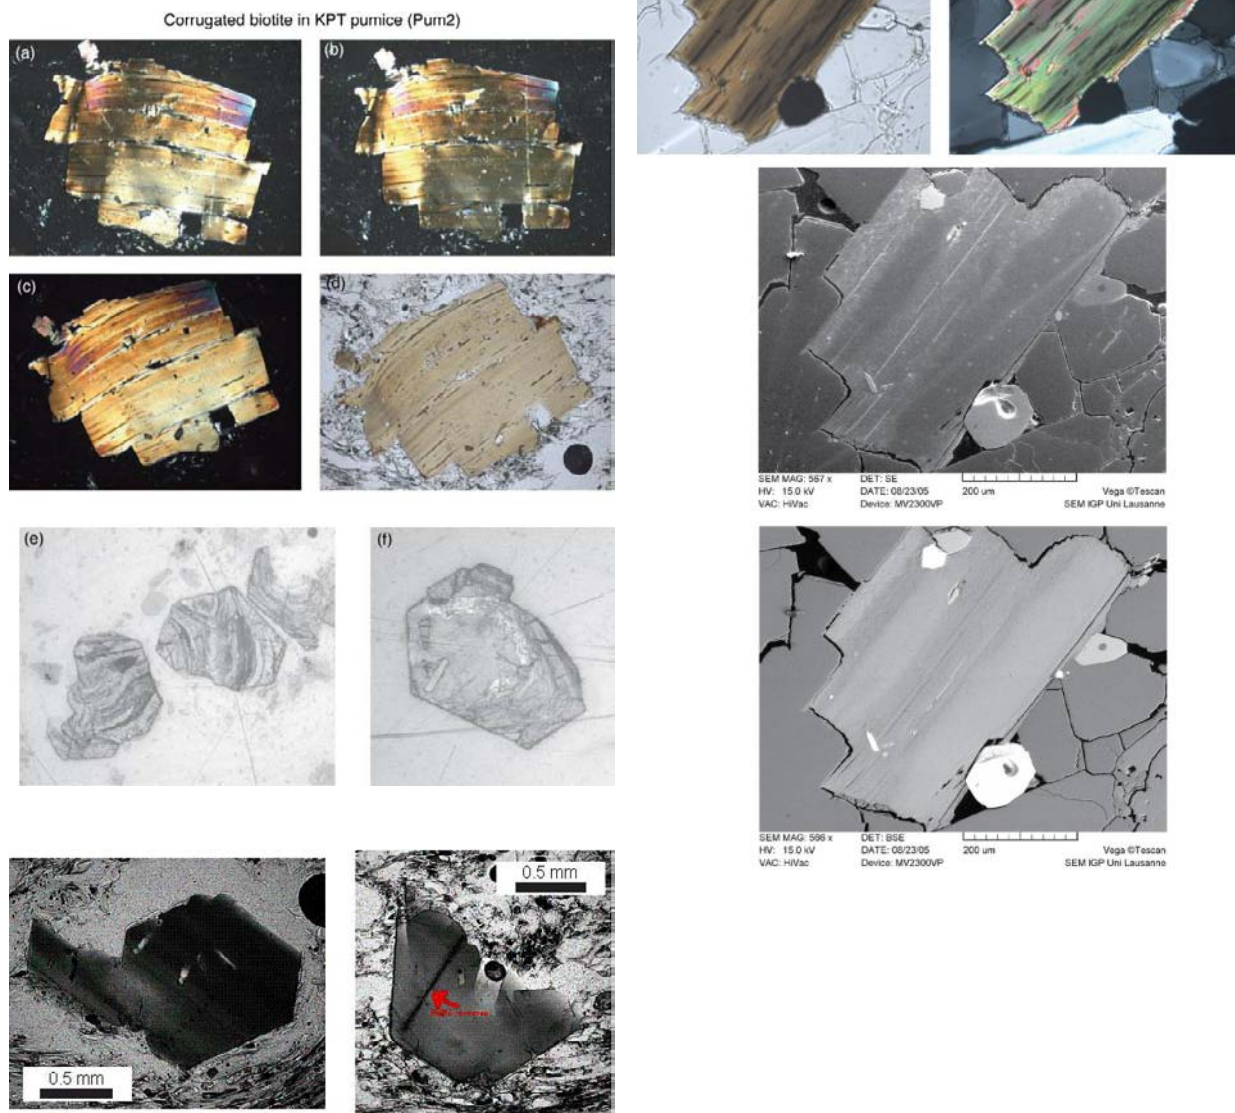 Corrugated biotite in KPT pumice (Pum2)
(a)
(b)
(c)
(d)
(e)
(f)
SEM MAG: 567 x
DET: SE
HV: 15.0 kV
DATE: 08/23/05
200 um
Vega ©Tescan
VAC: HiVac
Device: MV2300VP
SEM IGP Uni Lausanne
SEM MAG: 566 x
DET: BSE
HV: 15.0 kV
DATE: 08/23/05
200 um
Vega ©Tescan
VAC: HiVac
Device: MV2300VP
SEM IGP Uni Lausanne
0.5 mm
0.5 mm